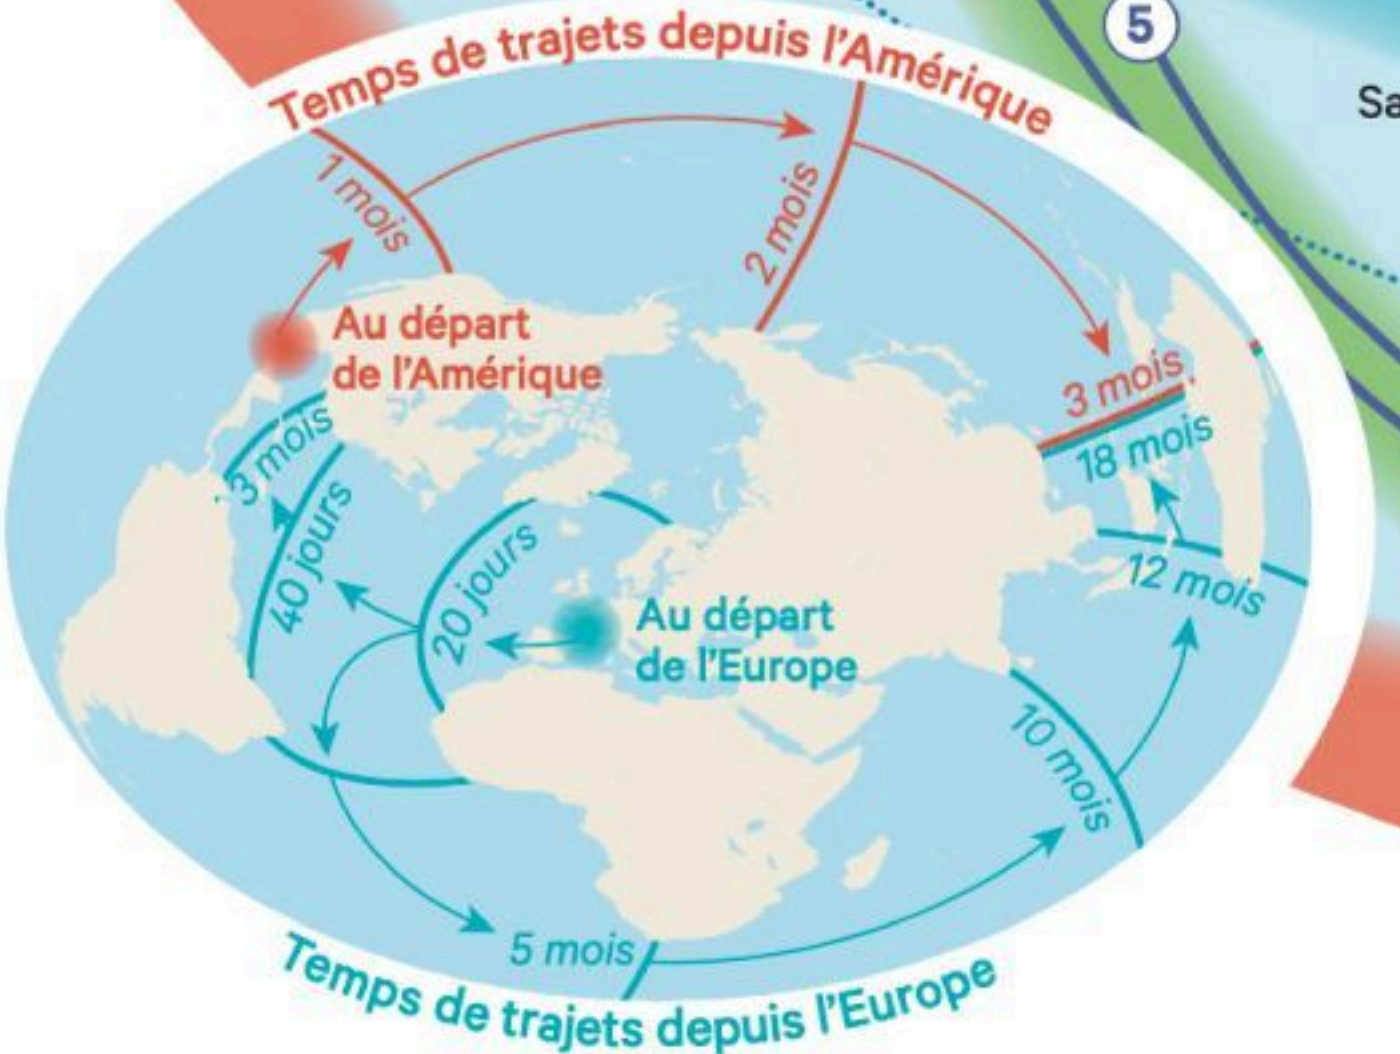 5
Sa
Temps de trajets depuis l'Amérique
1 mois
2 mois
Au départ
de l'Amérique
3 mois
18 mois
3 mois
40 jours
20 jours
12 mois
Au départ
de l'Europe
10 mois
5 mois
Temps de trajets depuis l'Europe